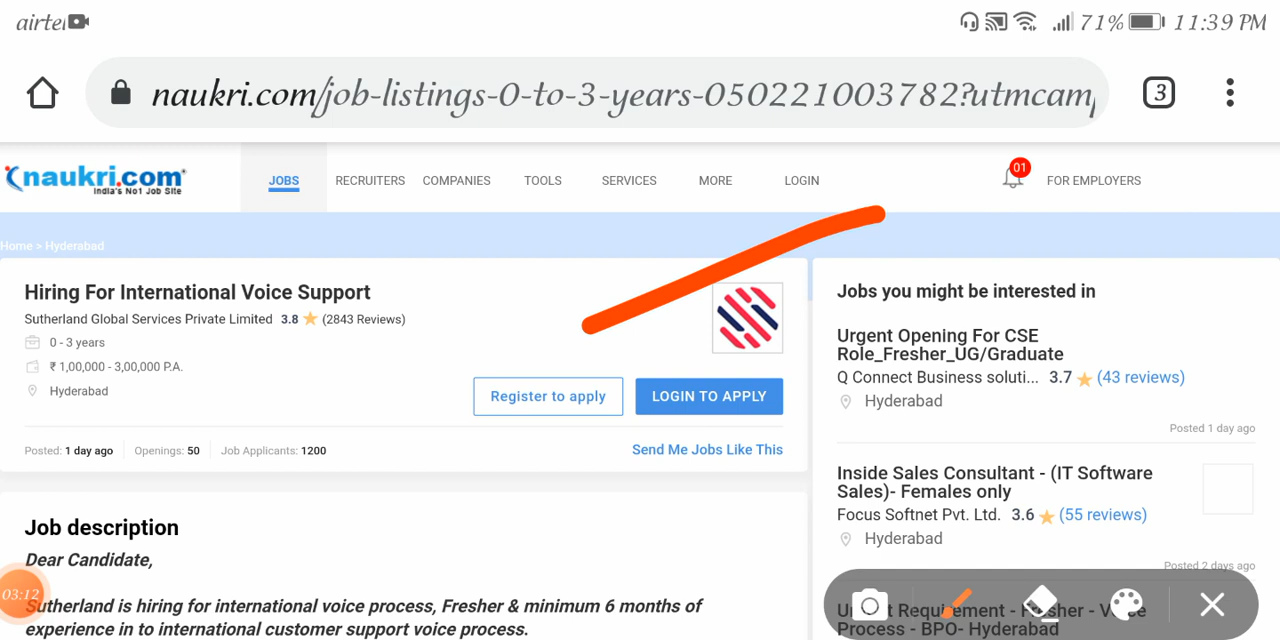 airtel
71%
11:39 PM
naukri.com/job-listings-0-to-3-years-050221003782?utmcam
3
naukri.com
India's No1 Job Site
JOBS
RECRUITERS
COMPANIES
TOOLS
SERVICES
MORE
LOGIN
01
FOR EMPLOYERS
Home > Hyderabad
Hiring For International Voice Support
Sutherland Global Services Private Limited 3.8 (2843 Reviews)
0 - 3 years
₹ 1,00,000 - 3,00,000 P.A.
Hyderabad
Register to apply
LOGIN TO APPLY
Posted: 1 day ago
Openings: 50
Job Applicants: 1200
Send Me Jobs Like This
Job description
Dear Candidate,
Sutherland is hiring for international voice process, Fresher & minimum 6 months of
experience in to international customer support voice process.
03:12
Jobs you might be interested in
Urgent Opening For CSE
Role_Fresher_UG/Graduate
Q Connect Business soluti... 3.7 (43 reviews)
Hyderabad
Posted 1 day ago
Inside Sales Consultant - (IT Software
Sales)- Females only
Focus Softnet Pvt. Ltd. 3.6 (55 reviews)
Hyderabad
Posted 2 days ago
Requirement - Fresher - Voice
Process - BPO- Hyderabad